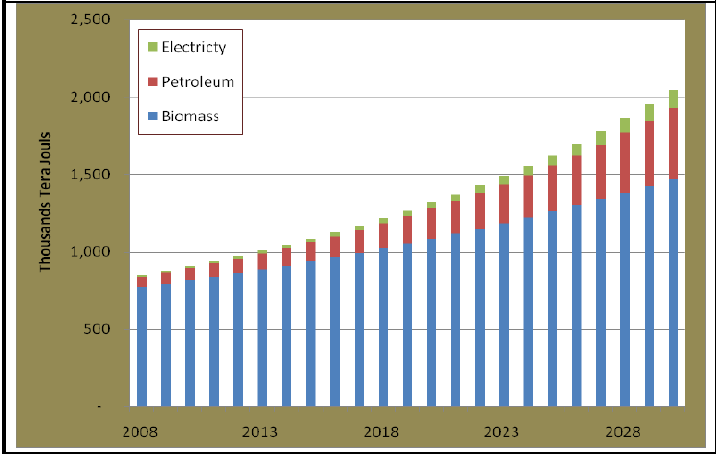 2,500
2,000
1,500
1,000
500
-
Thousands Tera Jouls
Electricty
Petroleum
Biomass
2008 2013 2018 2023 2028